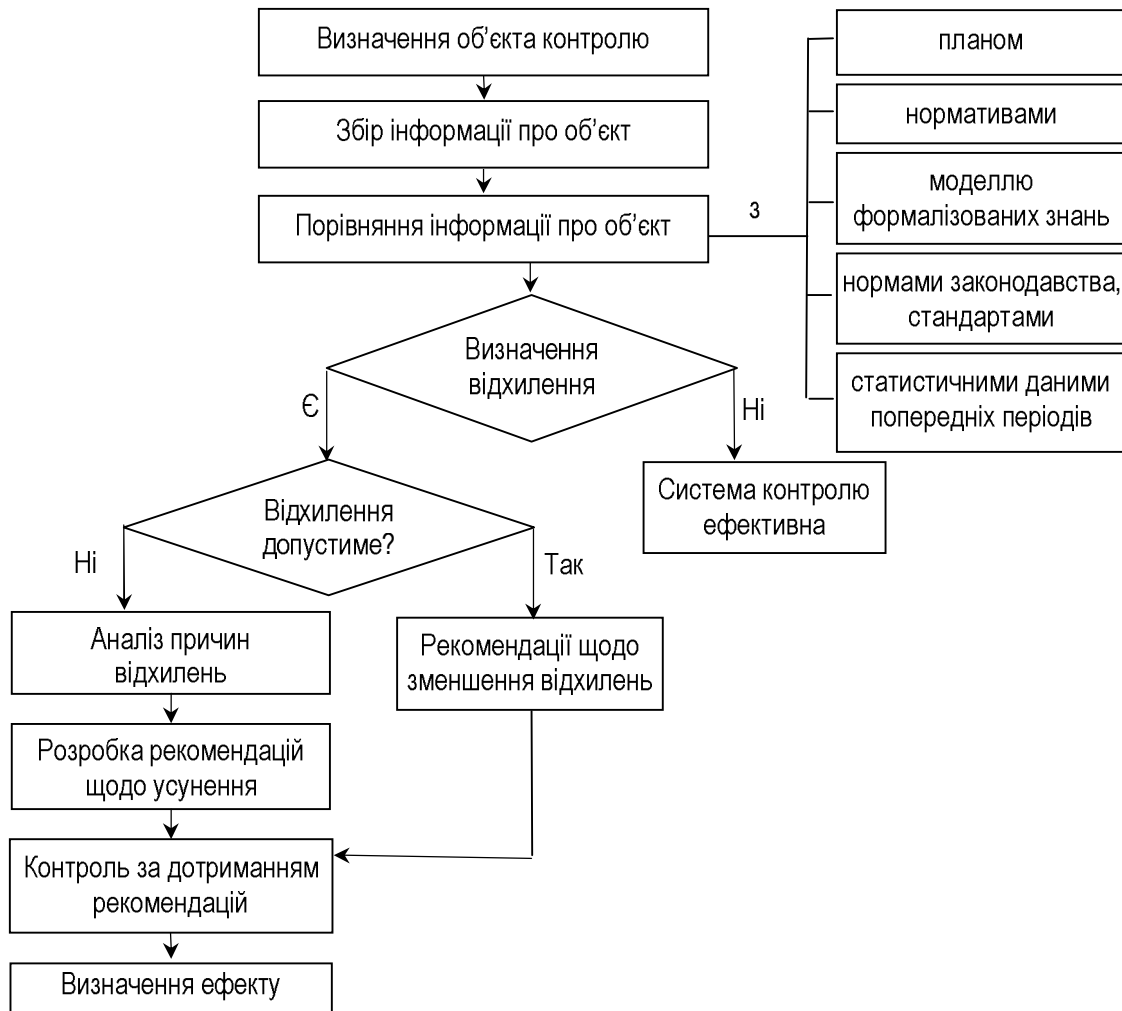 Визначення об’єкта контролю
Збір інформації про об’єкт
Порівняння інформації про об’єкт
з
планом
нормативами
моделлю
формалізованих знань
нормами законодавства,
стандартами
статистичними даними
попередніх періодів
Визначення
відхилення
Є
Ні
Система контролю
ефективна
Відхилення
допустиме?
Ні
Так
Аналіз причин
відхилень
Рекомендації щодо
зменшення відхилень
Розробка рекомендацій
щодо усунення
Контроль за дотриманням
рекомендацій
Визначення ефекту